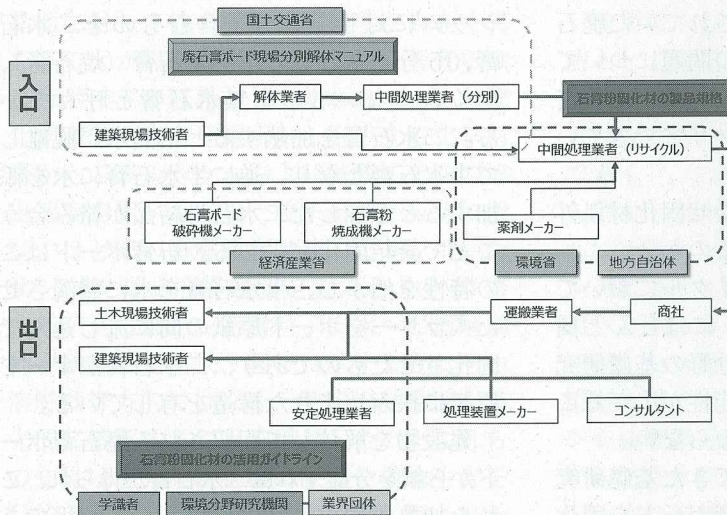 国土交通省
廃石膏ボード現場分別解体マニュアル
入口
解体業者
中間処理業者（分別）
石膏粉固化材の製品規格
建築現場技術者
中間処理業者（リサイクル）
石膏ボード
破砕機メーカー
石膏粉
焼成機メーカー
薬剤メーカー
経済産業省
環境省
地方自治体
出口
土木現場技術者
運搬業者
商社
建築現場技術者
安定処理業者
処理装置メーカー
コンサルタント
石膏粉固化材の活用ガイドライン
学識者
環境分野研究機関
業界団体